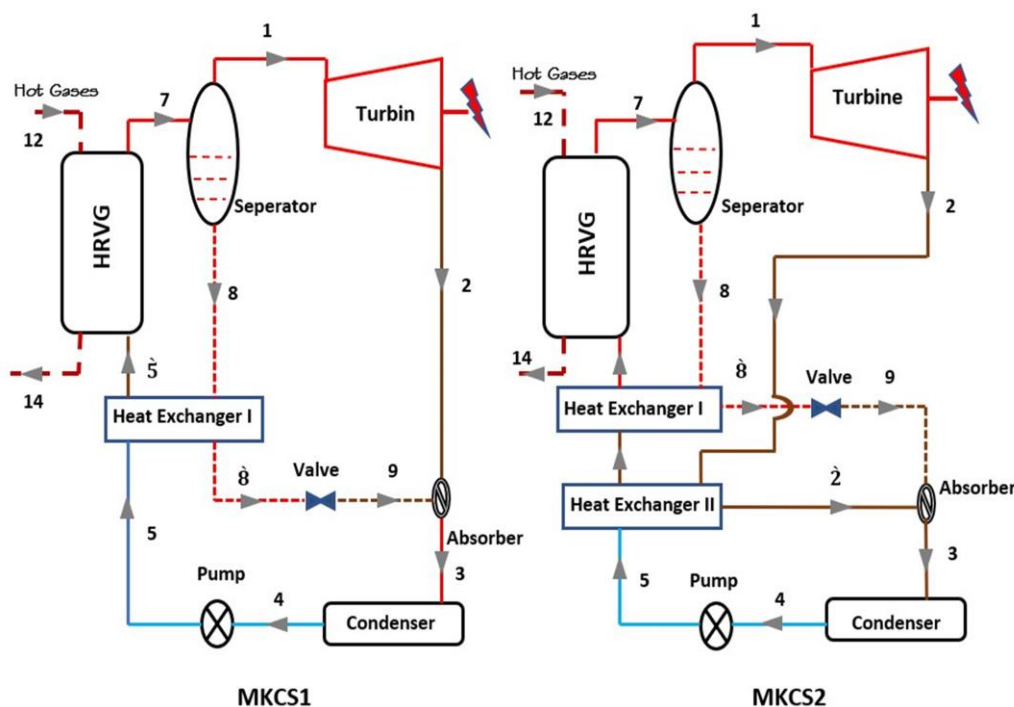 1
Hot Gases
12
7
Turbin
HRVG
Seperator
8
2
14
5̀
Heat Exchanger I
8̀
Valve
9
Absorber
5
3
Pump
4
Condenser
MKCS1
1
Hot Gases
12
7
Turbine
HRVG
Seperator
2
8
14
8̀
Valve
9
Heat Exchanger I
Heat Exchanger II
2̀
Absorber
5
3
Pump
4
Condenser
MKCS2